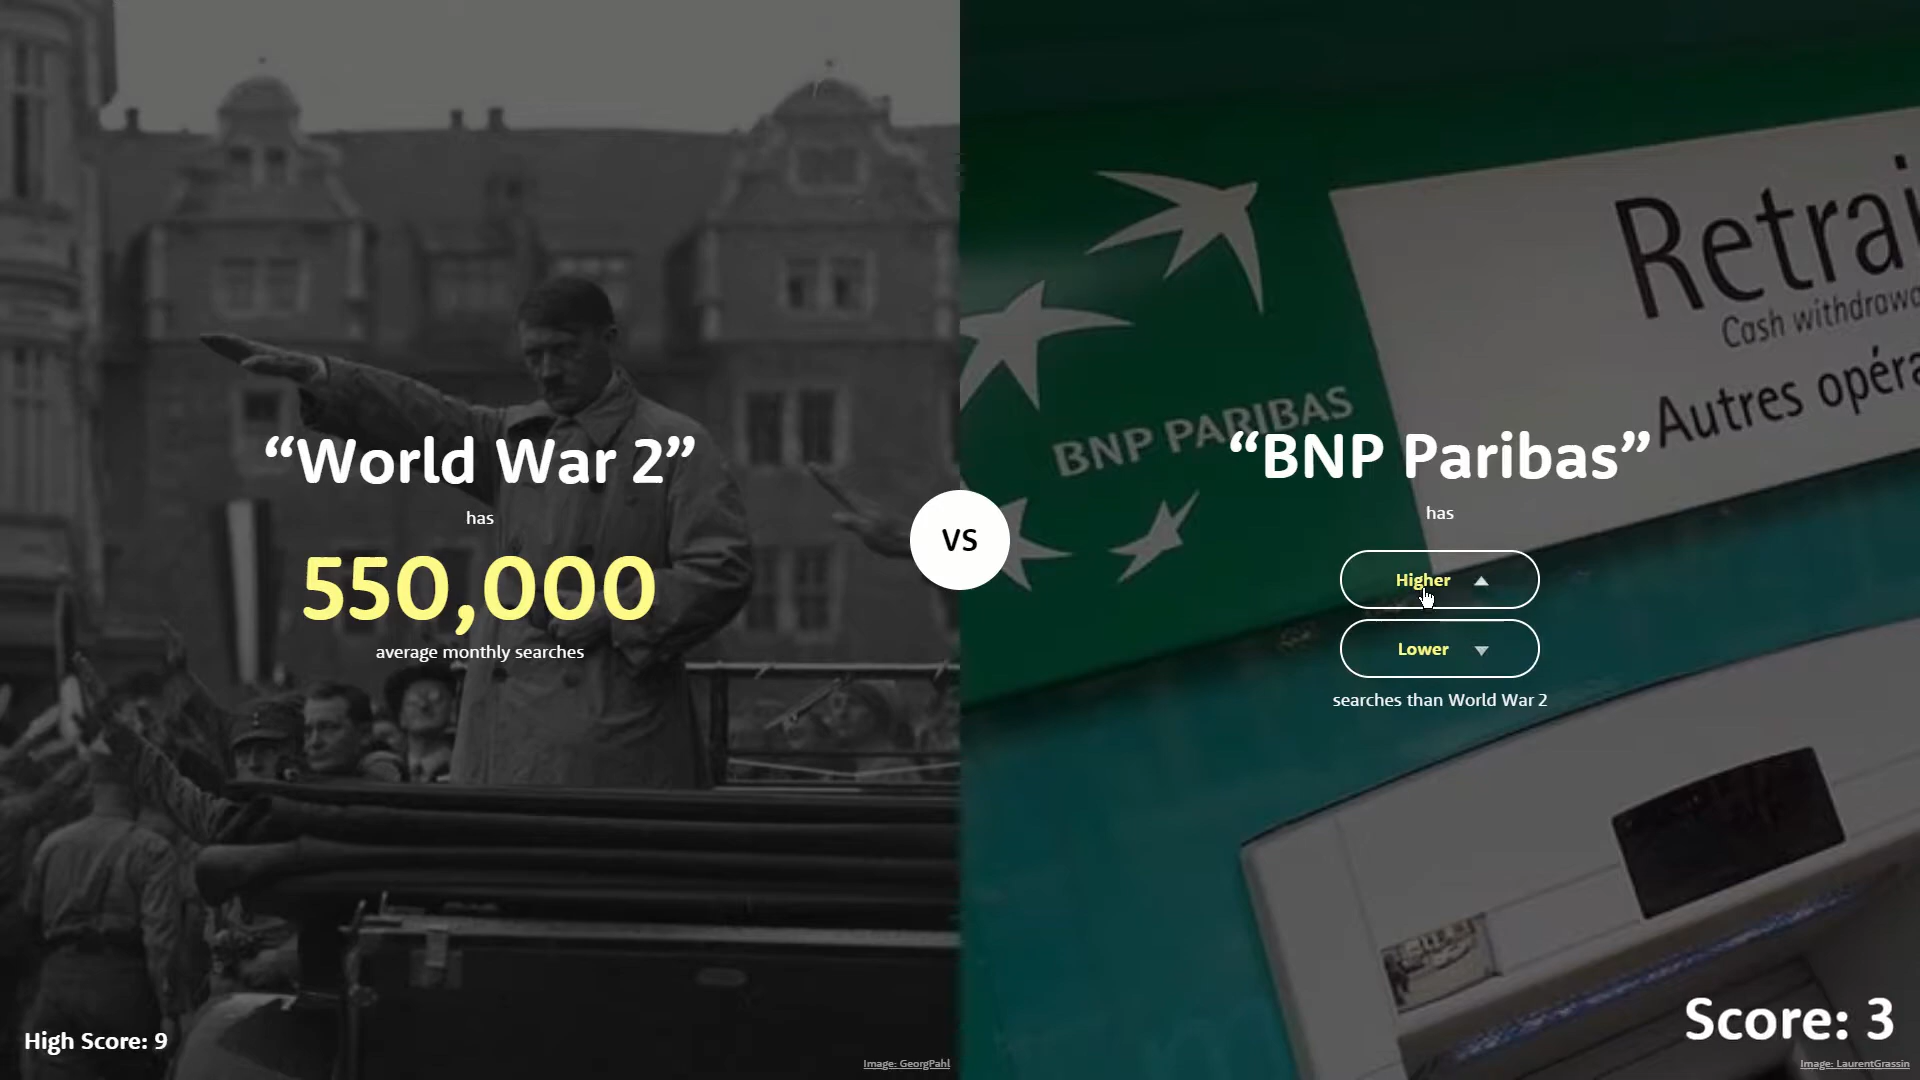 “World War 2”
has
550,000
average monthly searches
High Score: 9
Image: GeorgPahl
VS
BNP PARIBAS
Retrai
Cash withdrawa
Autres opéra
“BNP Paribas”
has
Higher
Lower
searches than World War 2
Score: 3
Image: LaurentGrassin